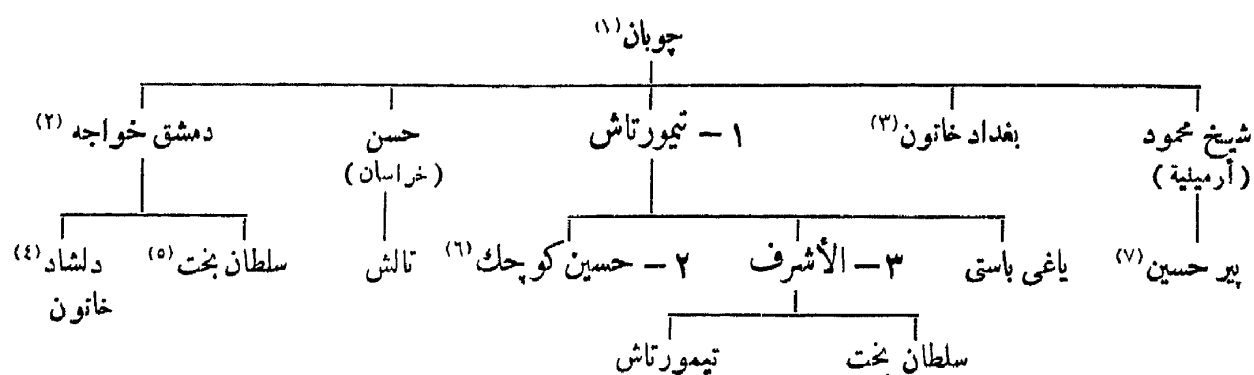 چوبان (١)
شيخ محمود بغداد خاتون (٣) ١ – تيمورتاش حسن دمشق خواجه (٢)
(أرمينية) (خراسان)
پير حسين (٧) ياغى باستى ٣ – الأشرف ٢ – حسين كوچك (٦) تالش سلطان بخت (٥) دلشاد (٤)
خاتون
سلطان بخت تيمورتاش